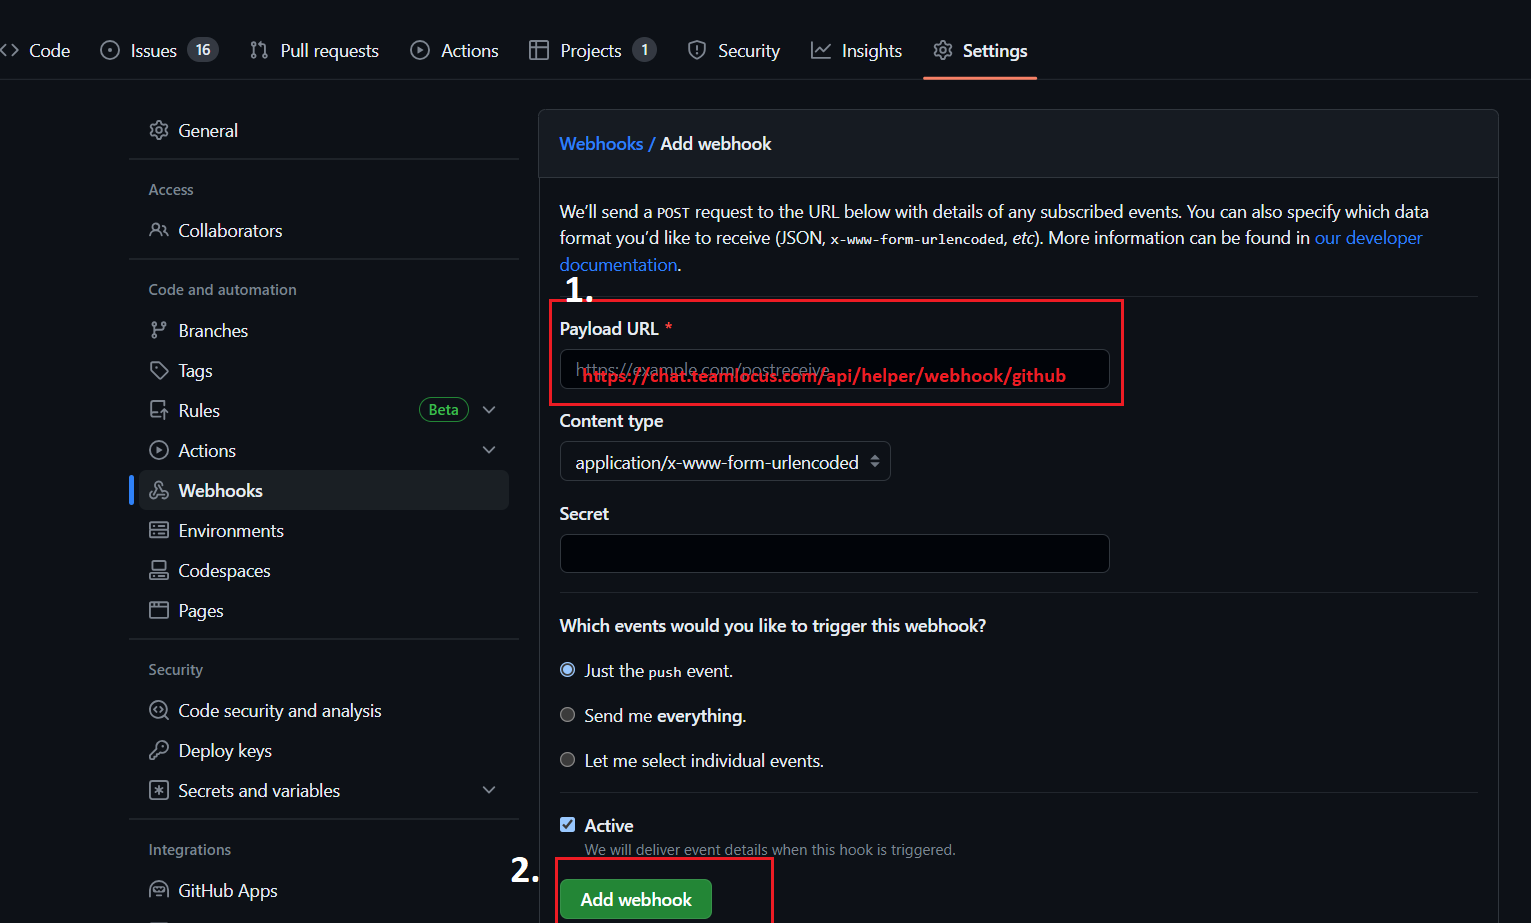 Code Issues 16 Pull requests Actions Projects 1 Security Insights Settings
General
Access
Collaborators
Code and automation
Branches
Tags
Rules Beta
Actions
Webhooks
Environments
Codespaces
Pages
Security
Code security and analysis
Deploy keys
Secrets and variables
Integrations
GitHub Apps
Webhooks / Add webhook
We'll send a POST request to the URL below with details of any subscribed events. You can also specify which data
format you'd like to receive (JSON, x-www-form-urlencoded, etc). More information can be found in our developer
documentation.
1.
Payload URL *
https://example.com/postreceive
https://chat.teamlocus.com/api/helper/webhook/github
Content type
application/x-www-form-urlencoded
Secret
Which events would you like to trigger this webhook?
Just the push event.
Send me everything.
Let me select individual events.
Active
We will deliver event details when this hook is triggered.
2.
Add webhook